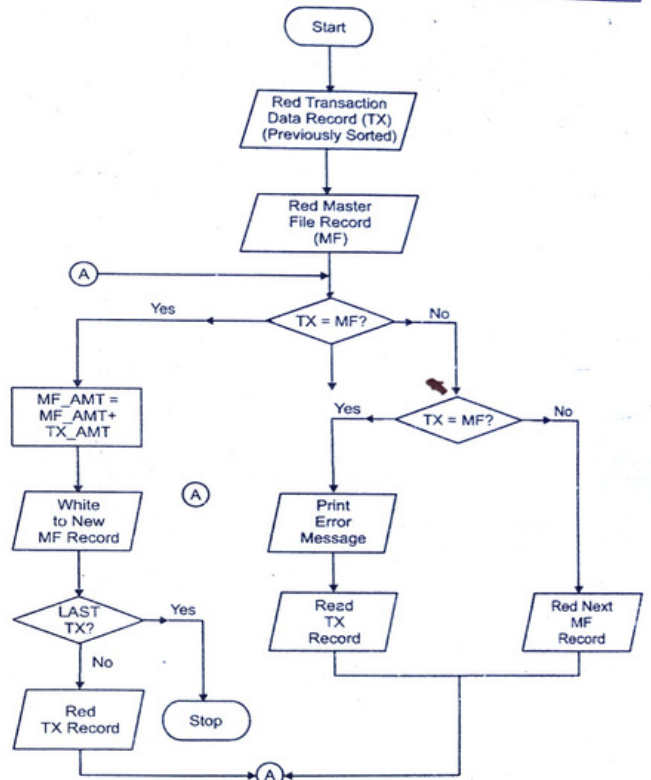 Start
Red Transaction
Data Record (TX)
(Previously Sorted)
Red Master
File Record
(MF)
A
Yes
TX = MF?
No
MF_AMT =
MF_AMT+
TX_AMT
Yes
TX = MF?
No
A
White
to New
MF Record
Print
Error
Message
LAST
TX?
Yes
Read
TX
Record
Red Next
MF
Record
No
Red
TX Record
Stop
A